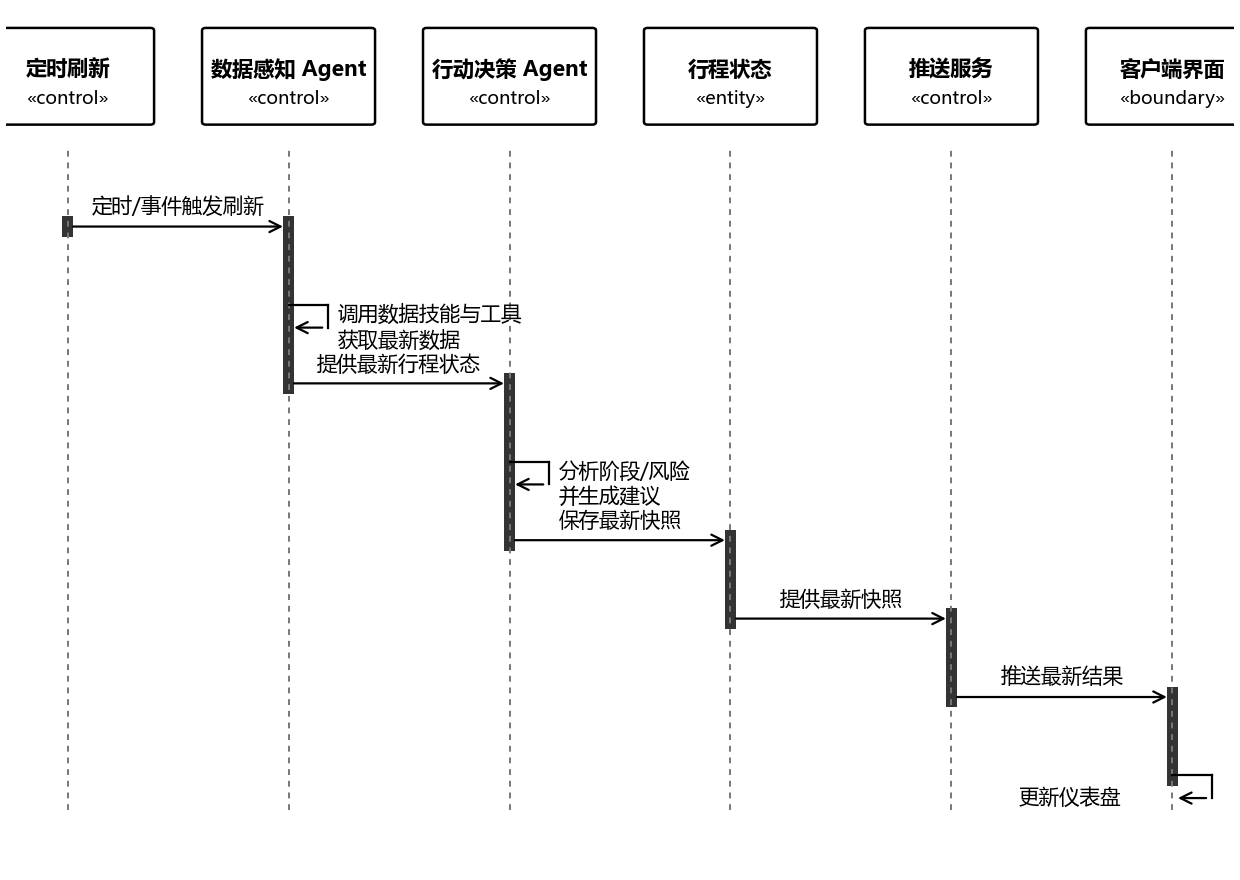 定时刷新
«control»
数据感知 Agent
«control»
行动决策 Agent
«control»
行程状态
«entity»
推送服务
«control»
客户端界面
«boundary»
定时/事件触发刷新
调用数据技能与工具
获取最新数据
提供最新行程状态
分析阶段/风险
并生成建议
保存最新快照
提供最新快照
推送最新结果
更新仪表盘